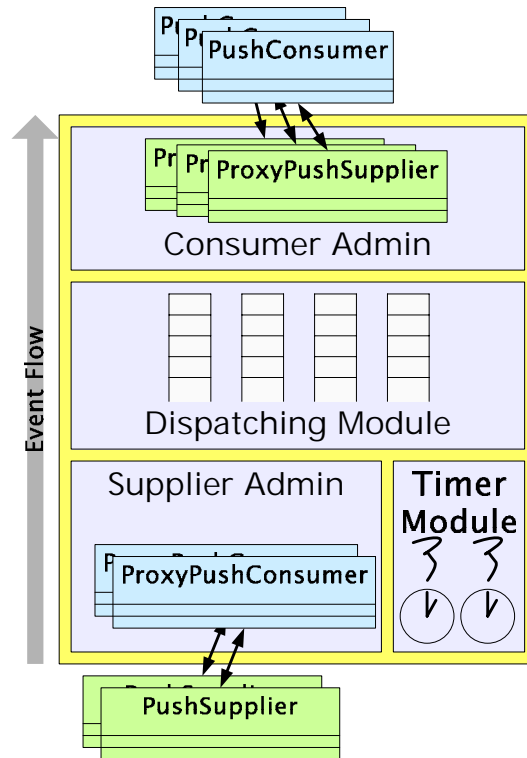 PushConsumer
ProxyPushSupplier
Consumer Admin
Event Flow
Dispatching Module
Supplier Admin
Timer
Module
ProxyPushConsumer
PushSupplier